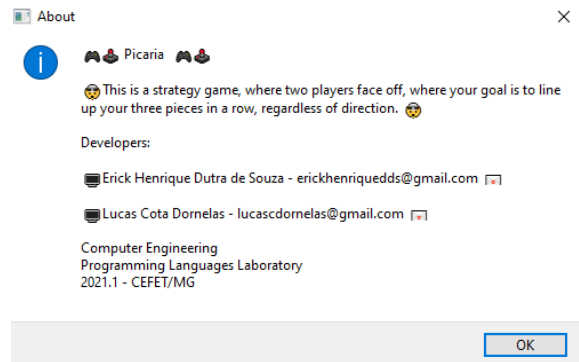 About
Picaria
This is a strategy game, where two players face off, where your goal is to line
up your three pieces in a row, regardless of direction.
Developers:
Erick Henrique Dutra de Souza - erickhenriquedds@gmail.com
Lucas Cota Dornelas - lucascdornelas@gmail.com
Computer Engineering
Programming Languages Laboratory
2021.1 - CEFET/MG
OK